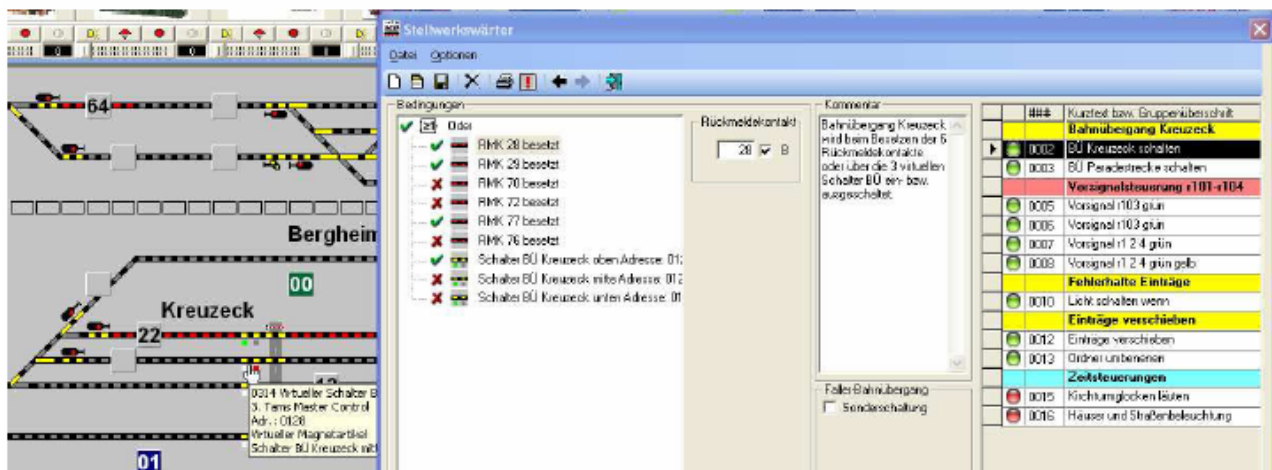 Stellwerkswärter
Datei Optionen
64
29
Bergheim
00
Kreuzeck
22
0314 Virtueller Schalter B
3. Tams Master Control
Adr.: 0128
Virtueller Magnetartikel
Schalter BÜ Kreuzeck mitt
01
Bedingungen
Oder
RMK 28 besetzt
RMK 29 besetzt
RMK 70 besetzt
RMK 72 besetzt
RMK 77 besetzt
RMK 76 besetzt
Schalter BÜ Kreuzeck oben Adresse: 01
Schalter BÜ Kreuzeck mitte Adresse: 01
Schalter BÜ Kreuzeck unten Adresse: 01
Rückmeldekontakt
28 B
Kommentar
Bahnübergang Kreuzeck
wird beim Besetzen der 6
Rückmeldekontakte
oder über die 3 virtuellen
Schalter BÜ ein- bzw.
ausgeschaltet.
Faller-Bahnübergang
Sonderschaltung
### Kurztext bzw. Gruppenüberschrift
Bahnübergang Kreuzeck
0002 BÜ Kreuzeck schalten
0003 BÜ Paradestrecke schalten
Vorsignalsteuerung r101-r104
0005 Vorsignal r103 grün
0006 Vorsignal r103 grün
0007 Vorsignal r1 2 4 grün
0008 Vorsignal r1 2 4 grün gelb
Fehlerhafte Einträge
0010 Licht schalten wenn
Einträge verschieben
0012 Einträge verschieben
0013 Ordner umbenenen
Zeitsteuerungen
0015 Kirchturmglocken läuten
0016 Häuser und Straßenbeleuchtung